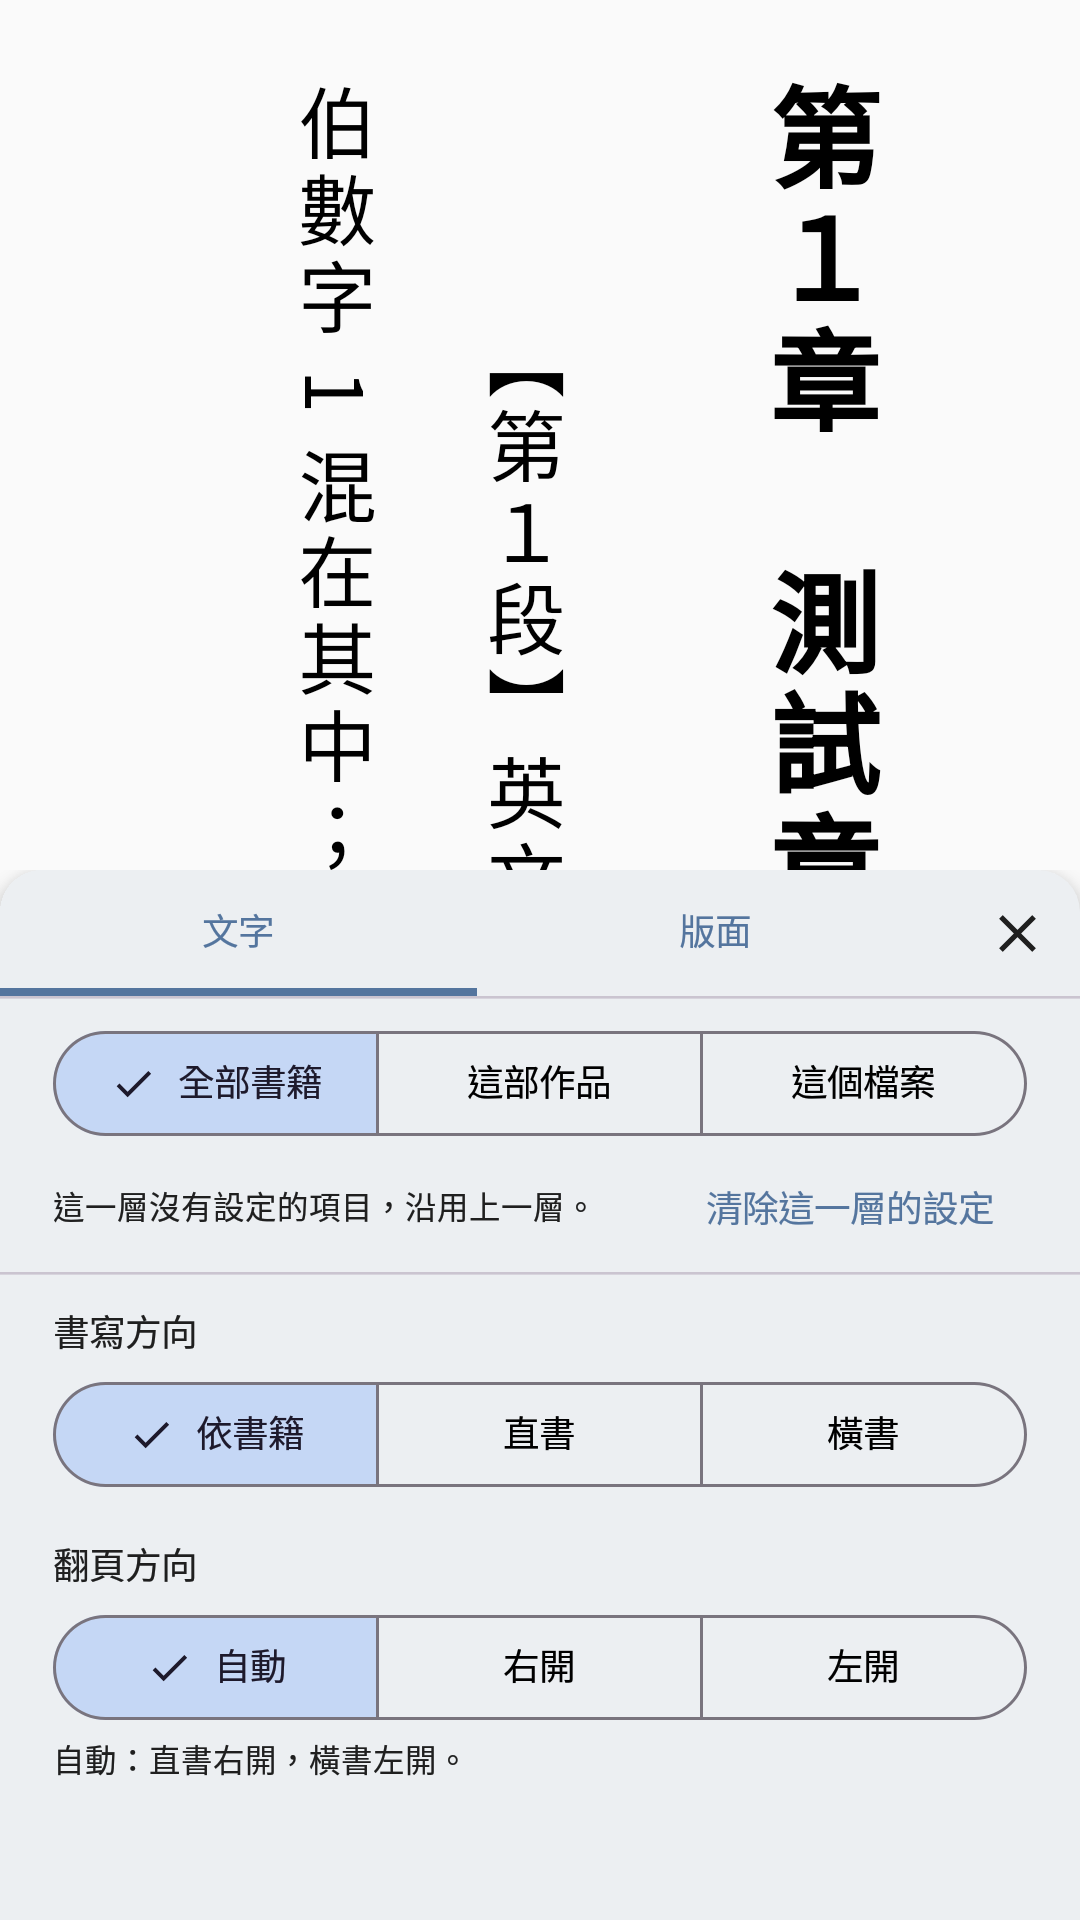 第１章　測試章
【第１段】英文
伯數字 1 混在其中；
文字
版面
全部書籍
這部作品
這個檔案
這一層沒有設定的項目，沿用上一層。
清除這一層的設定
書寫方向
依書籍
直書
橫書
翻頁方向
自動
右開
左開
自動：直書右開，橫書左開。